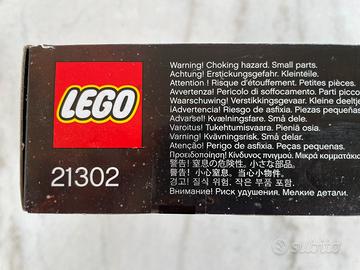 LEGO
21302
Warning! Choking hazard. Small parts.
Achtung! Erstickungsgefahr. Kleinteile.
Attention ! Risque d'étouffement. Petites pièces.
Avvertenza! Pericolo di soffocamento. Parti picco
Waarschuwing! Verstikkingsgevaar. Kleine deeltj
¡Advertencia! Riesgo de asfixia. Piezas pequeñas
Advarsel! Kvælningsfare. Små dele.
Varoitus! Tukehtumisvaara. Pieniä osia.
Varning! Kvävningsrisk. Små delar.
Atenção! Perigo de asfixia. Peças pequenas.
Προειδοποίηση! Κίνδυνος πνιγμού. Μικρά κομματάκι
警告! 窒息の危険性。小さな部品。
警告! 小心窒息。当心小物件。
경고! 질식 위험. 작은 부품 포함.
Внимание! Риск удушения. Мелкие детали.
subito